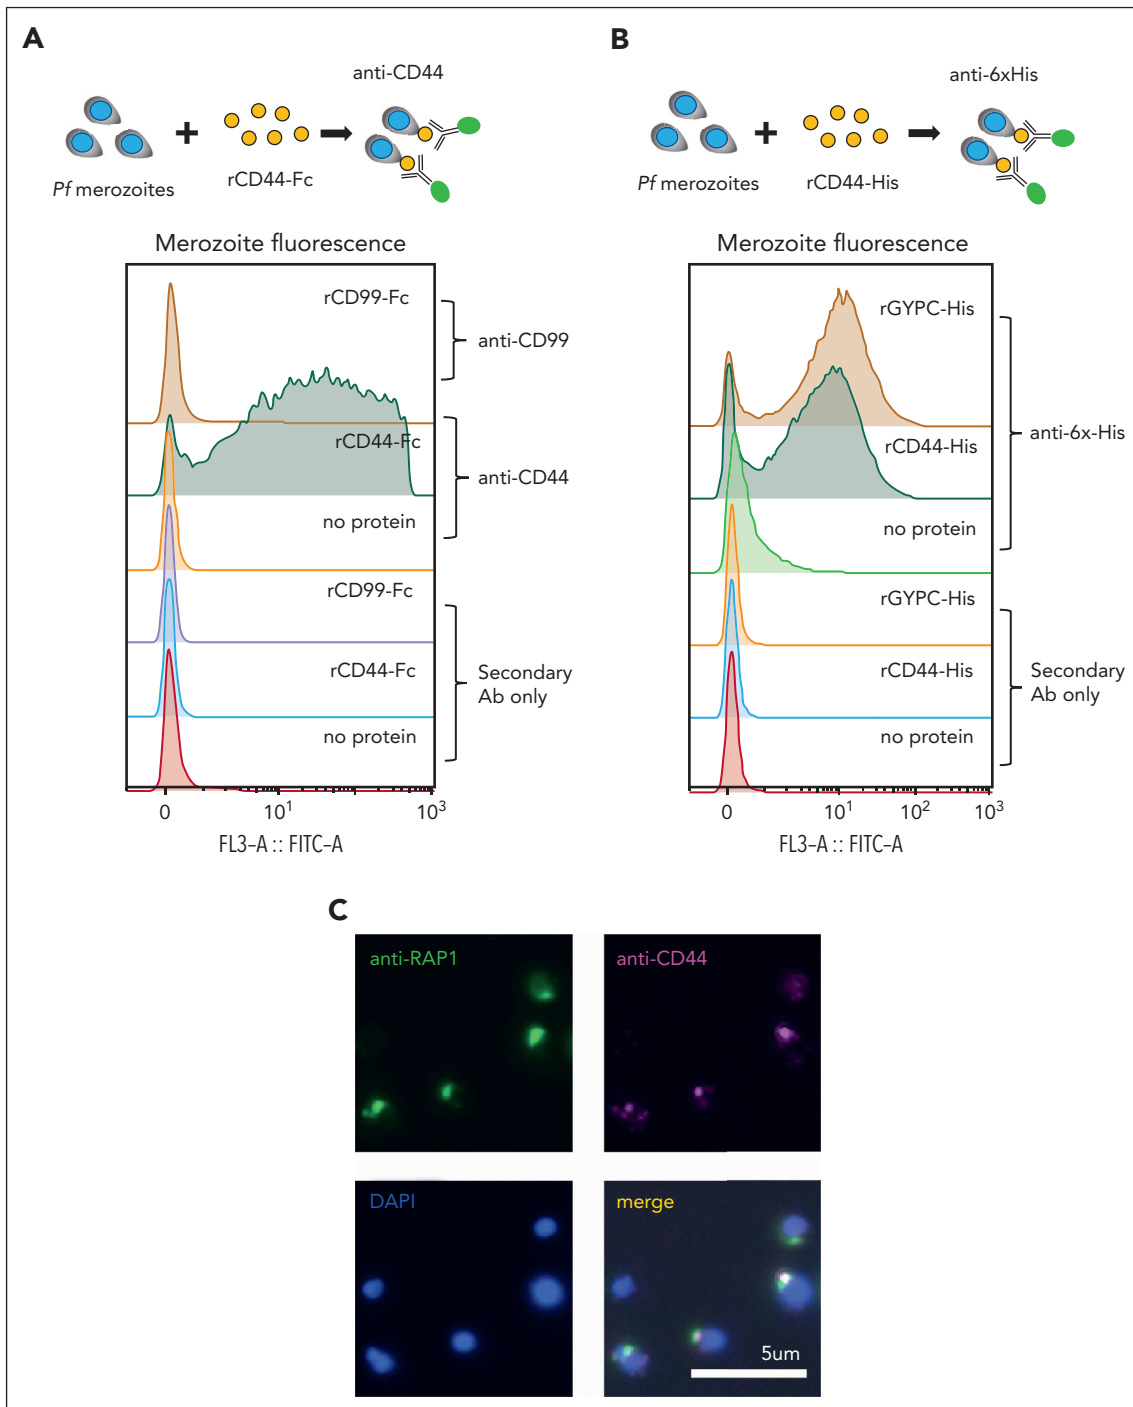 A
anti-CD44
Pf merozoites
rCD44-Fc
Merozoite fluorescence
rCD99-Fc
anti-CD99
rCD44-Fc
anti-CD44
no protein
rCD99-Fc
rCD44-Fc
Secondary
Ab only
no protein
0 10¹ 10³
FL3-A :: FITC-A
B
anti-6xHis
Pf merozoites
rCD44-His
Merozoite fluorescence
rGYPC-His
rCD44-His
anti-6x-His
no protein
rGYPC-His
rCD44-His
Secondary
Ab only
no protein
0 10¹ 10² 10³
FL3-A :: FITC-A
C
anti-RAP1
anti-CD44
DAPI
merge
5um